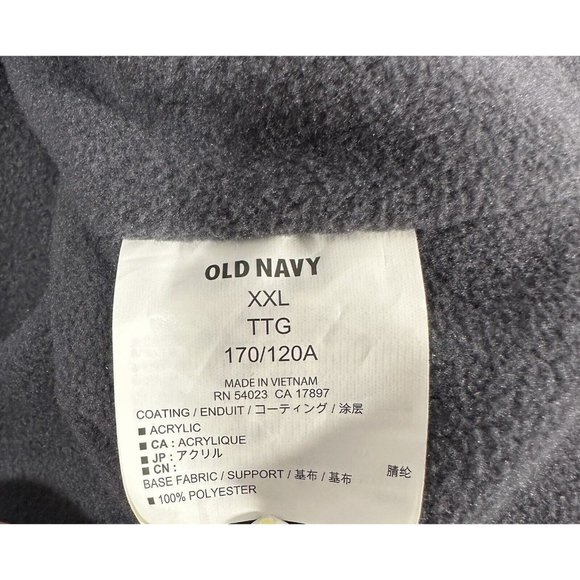 OLD NAVY
XXL
TTG
170/120A
MADE IN VIETNAM
RN 54023 CA 17897
COATING / ENDUIT / コーティング / 涂层
■ ACRYLIC
■ CA : ACRYLIQUE
■ JP : アクリル
■ CN : 腈纶
BASE FABRIC / SUPPORT / 基布 / 基布
■ 100% POLYESTER